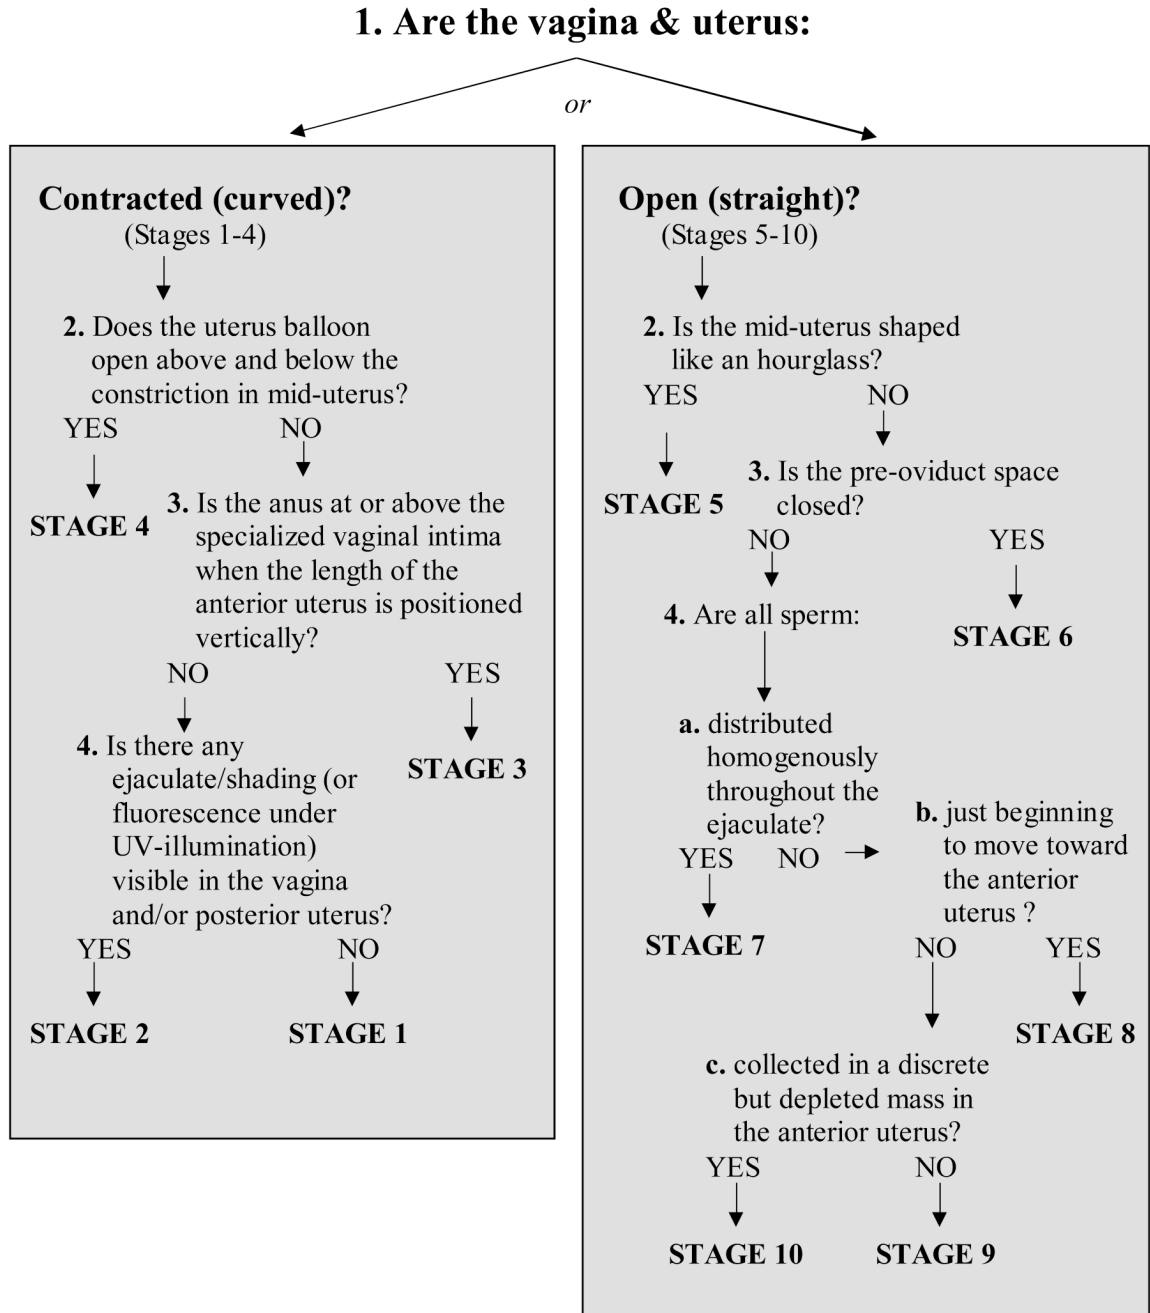 1. Are the vagina & uterus:
or
Contracted (curved)?
(Stages 1-4)
2. Does the uterus balloon
open above and below the
constriction in mid-uterus?
YES NO
STAGE 4
3. Is the anus at or above the
specialized vaginal intima
when the length of the
anterior uterus is positioned
vertically?
NO YES
STAGE 3
4. Is there any
ejaculate/shading (or
fluorescence under
UV-illumination)
visible in the vagina
and/or posterior uterus?
YES NO
STAGE 2 STAGE 1
Open (straight)?
(Stages 5-10)
2. Is the mid-uterus shaped
like an hourglass?
YES NO
STAGE 5
3. Is the pre-oviduct space
closed?
NO YES
STAGE 6
4. Are all sperm:
a. distributed
homogenously
throughout the
ejaculate?
YES NO
STAGE 7
b. just beginning
to move toward
the anterior
uterus ?
NO YES
STAGE 8
c. collected in a discrete
but depleted mass in
the anterior uterus?
YES NO
STAGE 10 STAGE 9